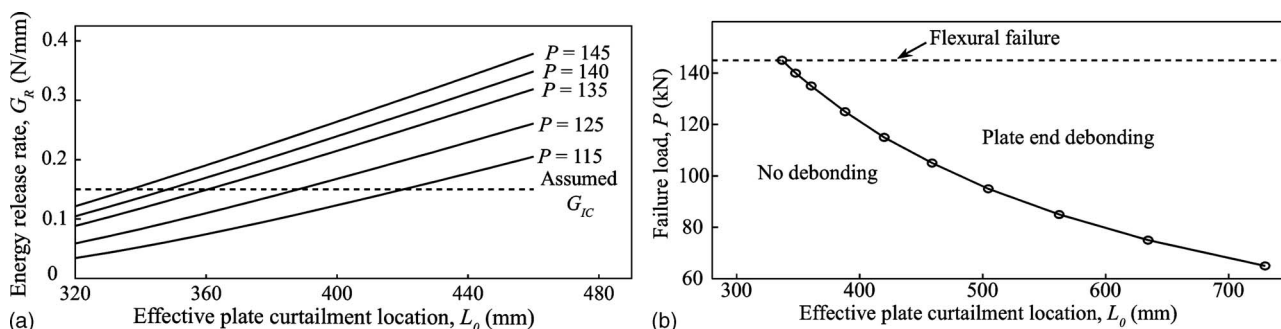 Energy release rate, G_R (N/mm)
0.4
0.3
0.1
0
320
360
400
440
480
P = 145
P = 140
P = 135
P = 125
P = 115
Assumed
G_IC
(a)
Effective plate curtailment location, L_0 (mm)
Failure load, P (kN)
140
120
100
80
60
300
400
500
600
700
Flexural failure
Plate end debonding
No debonding
(b)
Effective plate curtailment location, L_0 (mm)